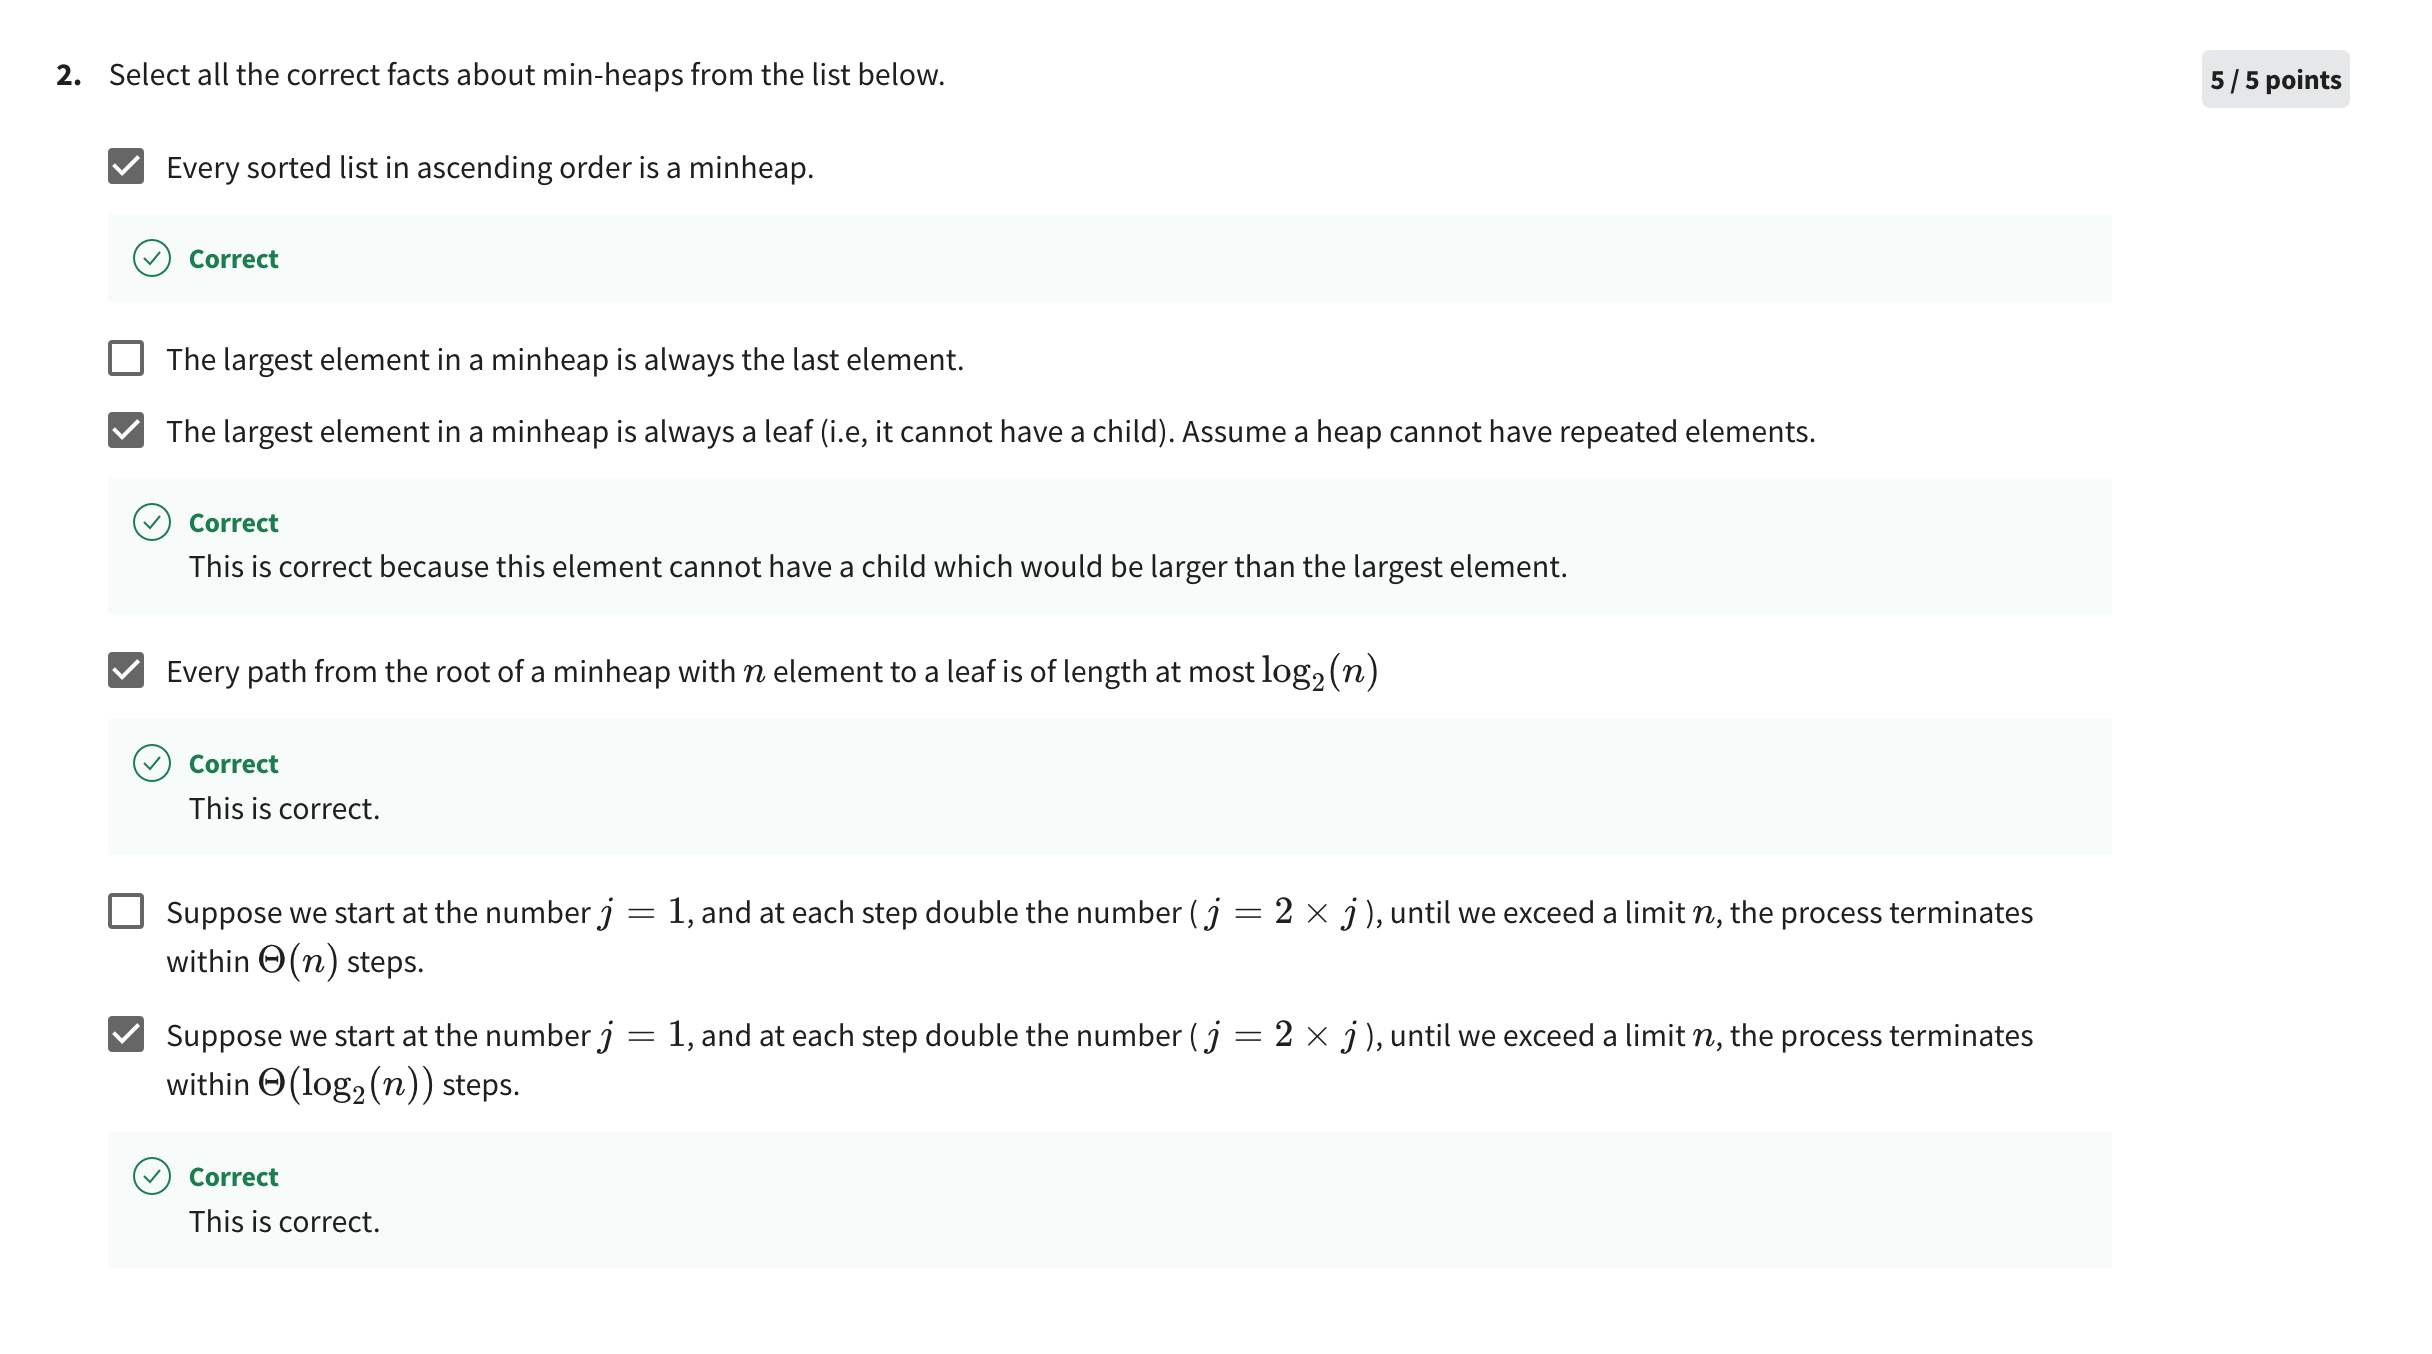 2. Select all the correct facts about min-heaps from the list below.
5 / 5 points
Every sorted list in ascending order is a minheap.
Correct
The largest element in a minheap is always the last element.
The largest element in a minheap is always a leaf (i.e, it cannot have a child). Assume a heap cannot have repeated elements.
Correct
This is correct because this element cannot have a child which would be larger than the largest element.
Every path from the root of a minheap with n element to a leaf is of length at most log₂(n)
Correct
This is correct.
Suppose we start at the number j = 1, and at each step double the number ( j = 2 × j ), until we exceed a limit n, the process terminates
within Θ(n) steps.
Suppose we start at the number j = 1, and at each step double the number ( j = 2 × j ), until we exceed a limit n, the process terminates
within Θ(log₂(n)) steps.
Correct
This is correct.